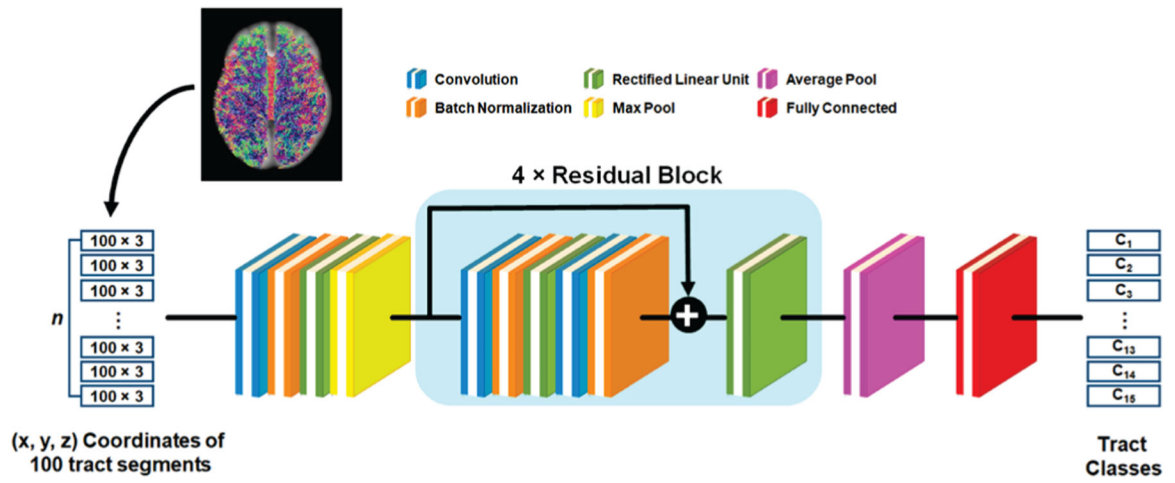 Convolution
Rectified Linear Unit
Average Pool
Batch Normalization
Max Pool
Fully Connected
4 × Residual Block
100 × 3
100 × 3
100 × 3
⋮
100 × 3
100 × 3
100 × 3
n
+
C1
C2
C3
⋮
C13
C14
C15
(x, y, z) Coordinates of
100 tract segments
Tract
Classes